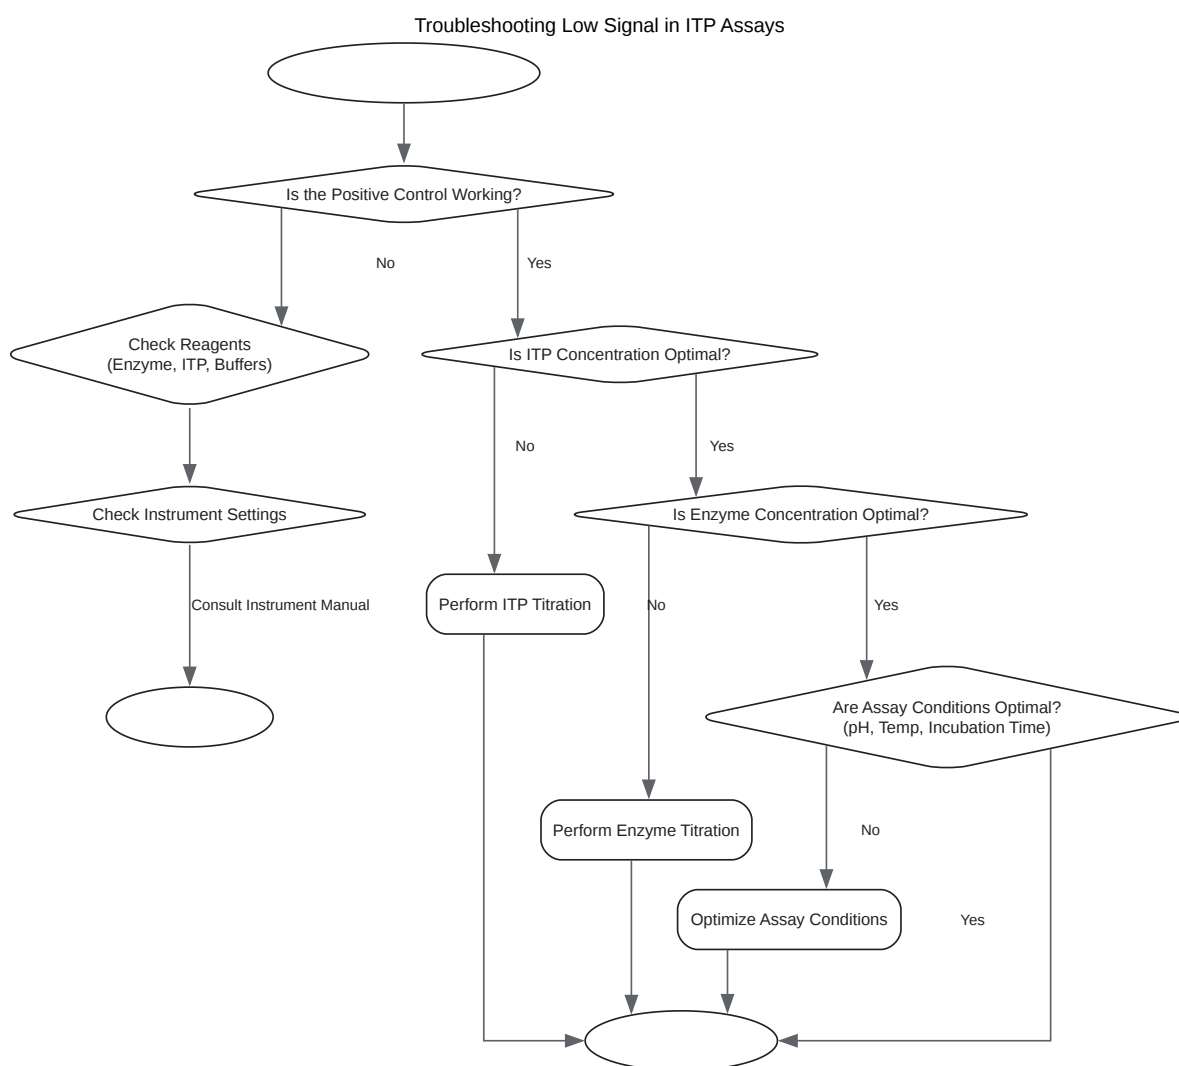 Troubleshooting Low Signal in ITP Assays
Is the Positive Control Working?
No
Yes
Check Reagents
(Enzyme, ITP, Buffers)
Is ITP Concentration Optimal?
No
Yes
Check Instrument Settings
Is Enzyme Concentration Optimal?
Consult Instrument Manual
Perform ITP Titration
No
Yes
Are Assay Conditions Optimal?
(pH, Temp, Incubation Time)
Perform Enzyme Titration
No
Optimize Assay Conditions
Yes